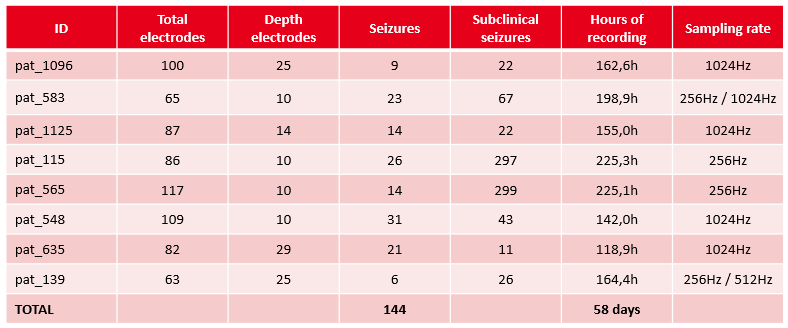 ID Total electrodes Depth electrodes Seizures Subclinical seizures Hours of recording Sampling rate
pat_1096 100 25 9 22 162,6h 1024Hz
pat_583 65 10 23 67 198,9h 256Hz / 1024Hz
pat_1125 87 14 14 22 155,0h 1024Hz
pat_115 86 10 26 297 225,3h 256Hz
pat_565 117 10 14 299 225,1h 256Hz
pat_548 109 10 31 43 142,0h 1024Hz
pat_635 82 29 21 11 118,9h 1024Hz
pat_139 63 25 6 26 164,4h 256Hz / 512Hz
TOTAL 144 58 days